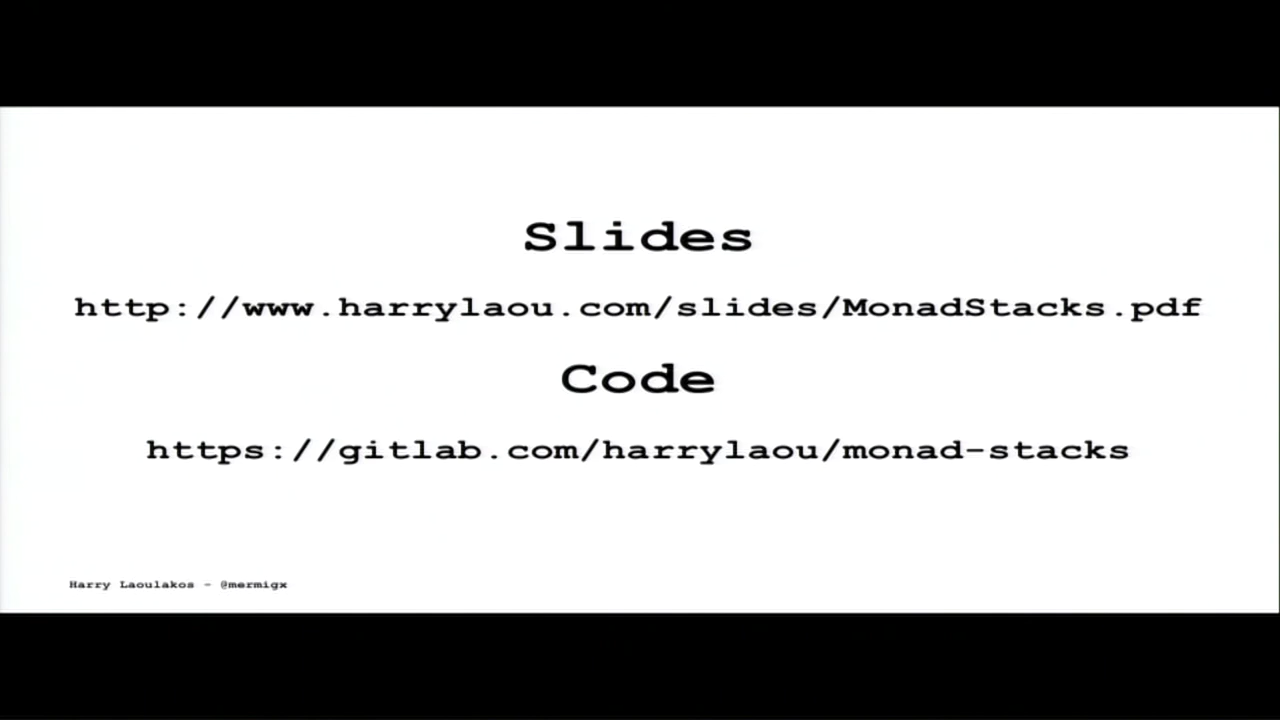 Slides
http://www.harrylaou.com/slides/MonadStacks.pdf
Code
https://gitlab.com/harrylaou/monad-stacks
Harry Laoulakos - @mermigx